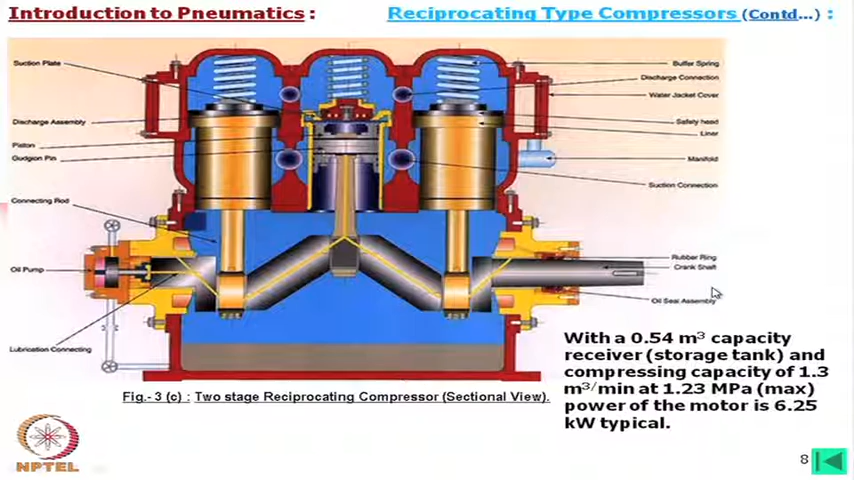 Introduction to Pneumatics :
Reciprocating Type Compressors (Contd...) :
Suction Plate
Discharge Assembly
Piston
Gudgion Pin
Connecting Rod
Oil Pump
Lubrication Connecting
Buffer Spring
Discharge Connection
Water Jacket Cover
Safety head
Liner
Manifold
Suction Connection
Rubber Ring
Crank Shaft
Oil Seal Assembly
With a 0.54 m³ capacity
receiver (storage tank) and
compressing capacity of 1.3
m³/min at 1.23 MPa (max)
power of the motor is 6.25
kW typical.
Fig.- 3 (c) : Two stage Reciprocating Compressor (Sectional View).
NPTEL
8